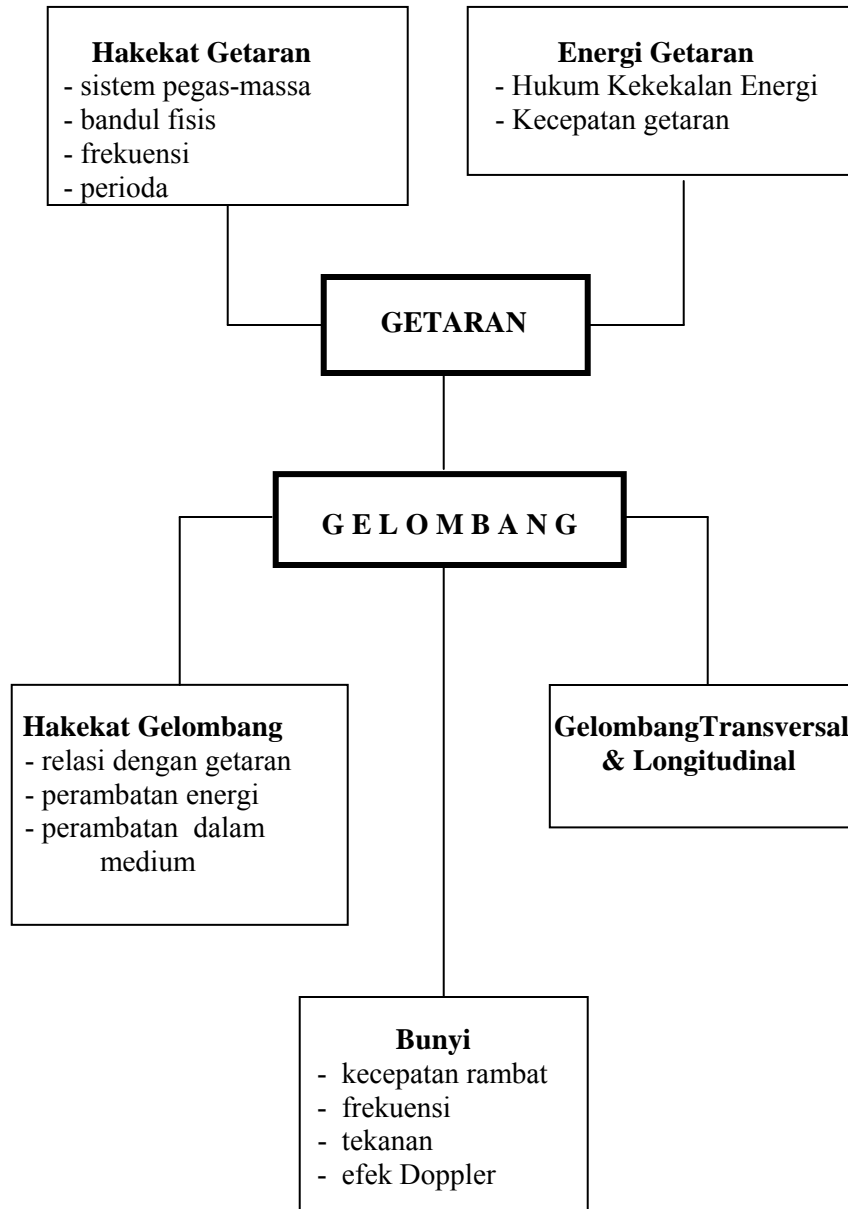 Hakekat Getaran
- sistem pegas-massa
- bandul fisis
- frekuensi
- perioda
Energi Getaran
- Hukum Kekekalan Energi
- Kecepatan getaran
GETARAN
G E L O M B A N G
Hakekat Gelombang
- relasi dengan getaran
- perambatan energi
- perambatan dalam
medium
GelombangTransversal
& Longitudinal
Bunyi
- kecepatan rambat
- frekuensi
- tekanan
- efek Doppler